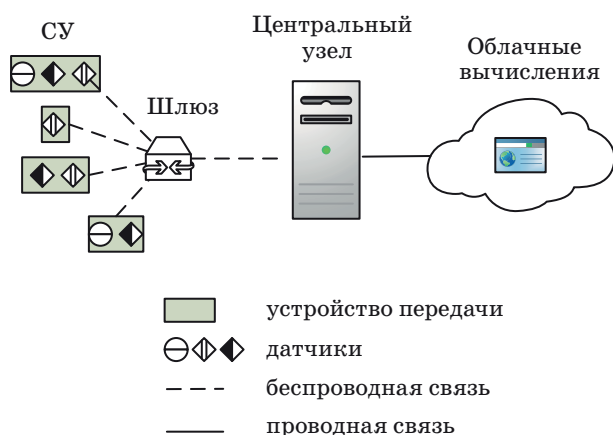 СУ
Шлюз
Центральный
узел
Облачные
вычисления
устройство передачи
датчики
беспроводная связь
проводная связь